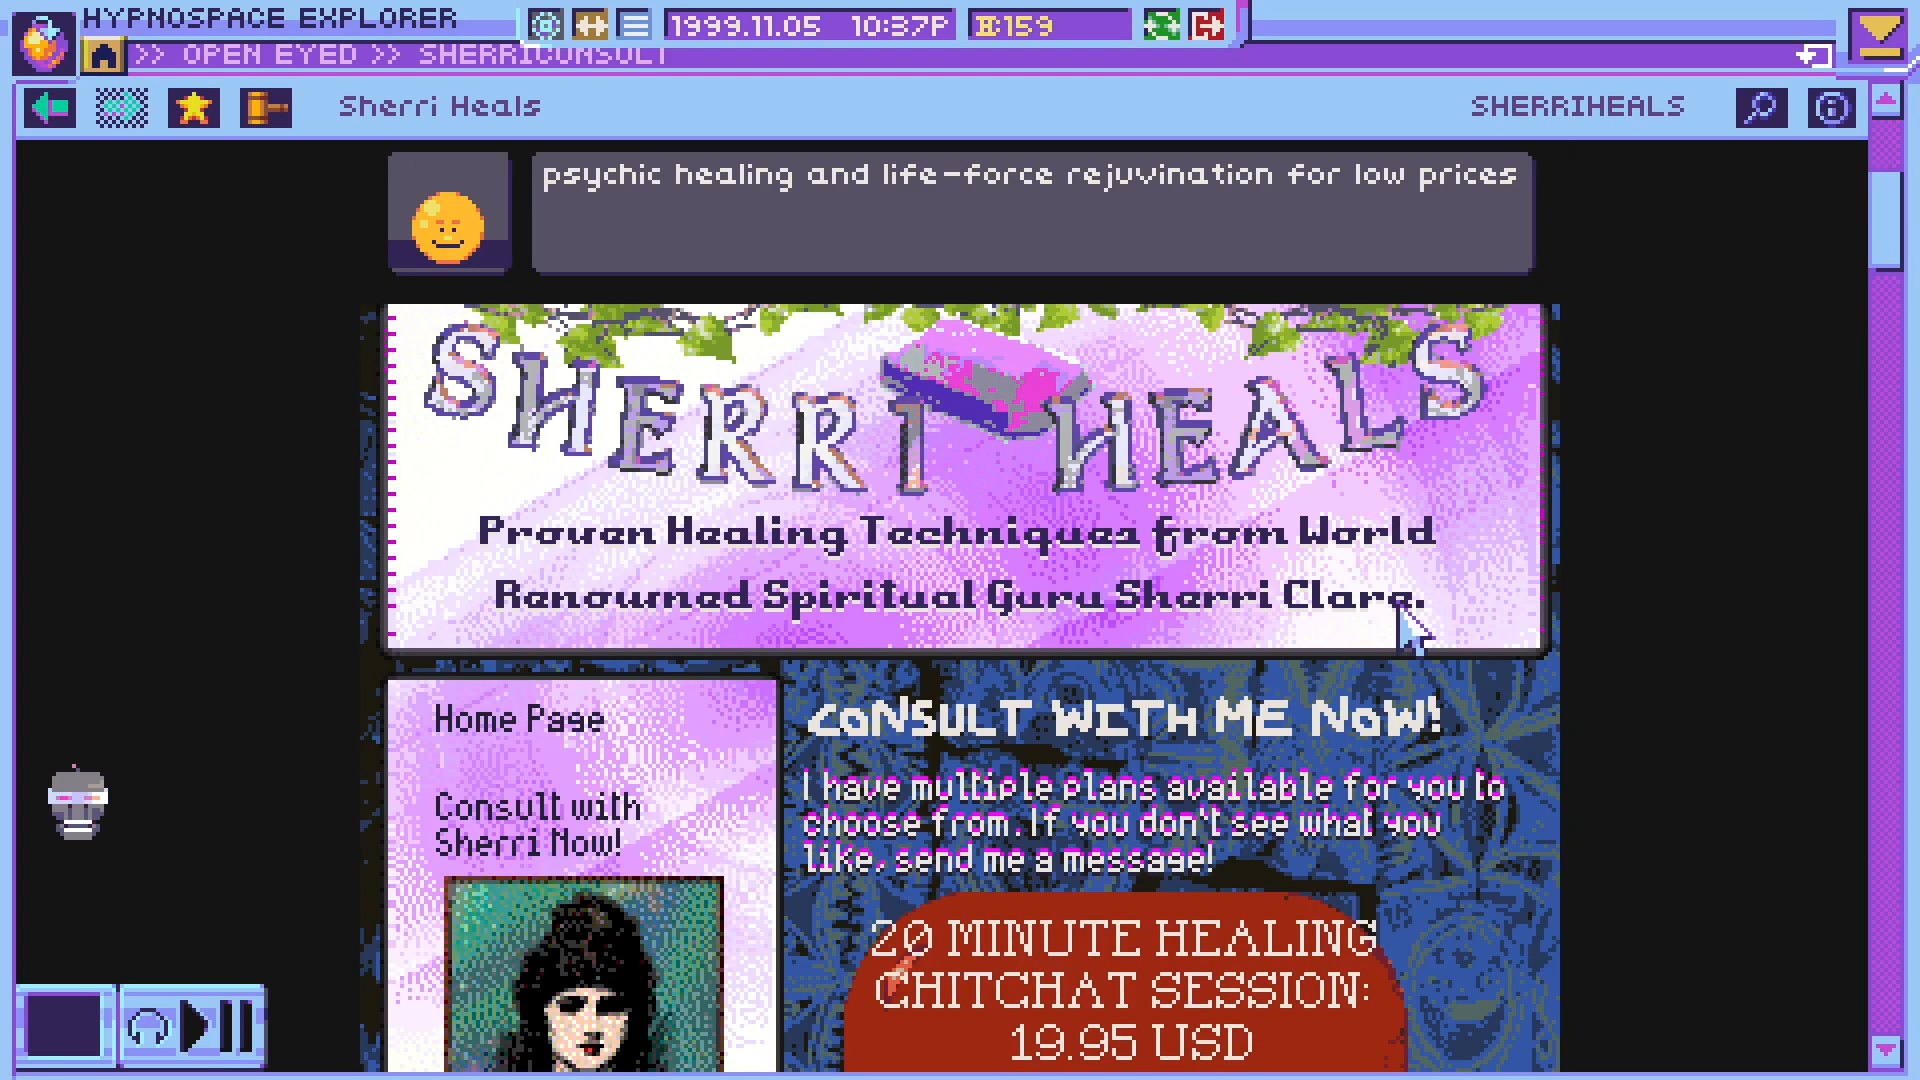 HYPNOSPACE EXPLORER
1999.11.05 10:37P
159
>> OPEN EYED >> SHERRICONSULT
Sherri Heals
SHERRIHEALS
psychic healing and life-force rejuvination for low prices
SHERRI HEALS
Proven Healing Techniques from World
Renowned Spiritual Guru Sherri Clare.
Home Page
Consult with
Sherri Now!
CONSULT WITH ME NOW!
I have multiple plans available for you to
choose from. If you don't see what you
like, send me a message!
20 MINUTE HEALING
CHITCHAT SESSION:
19.95 USD